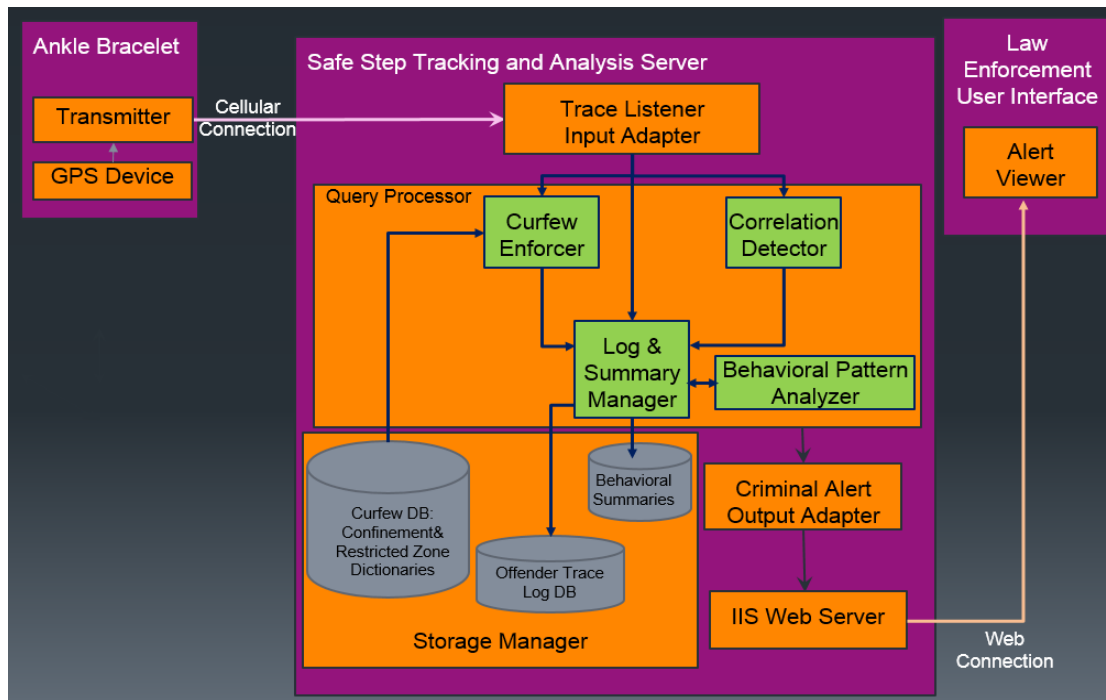 Ankle Bracelet
Transmitter
GPS Device
Cellular
Connection
Safe Step Tracking and Analysis Server
Trace Listener
Input Adapter
Query Processor
Curfew
Enforcer
Correlation
Detector
Log &
Summary
Manager
Behavioral Pattern
Analyzer
Curfew DB:
Confinement&
Restricted Zone
Dictionaries
Behavioral
Summaries
Offender Trace
Log DB
Storage Manager
Criminal Alert
Output Adapter
IIS Web Server
Law
Enforcement
User Interface
Alert
Viewer
Web
Connection